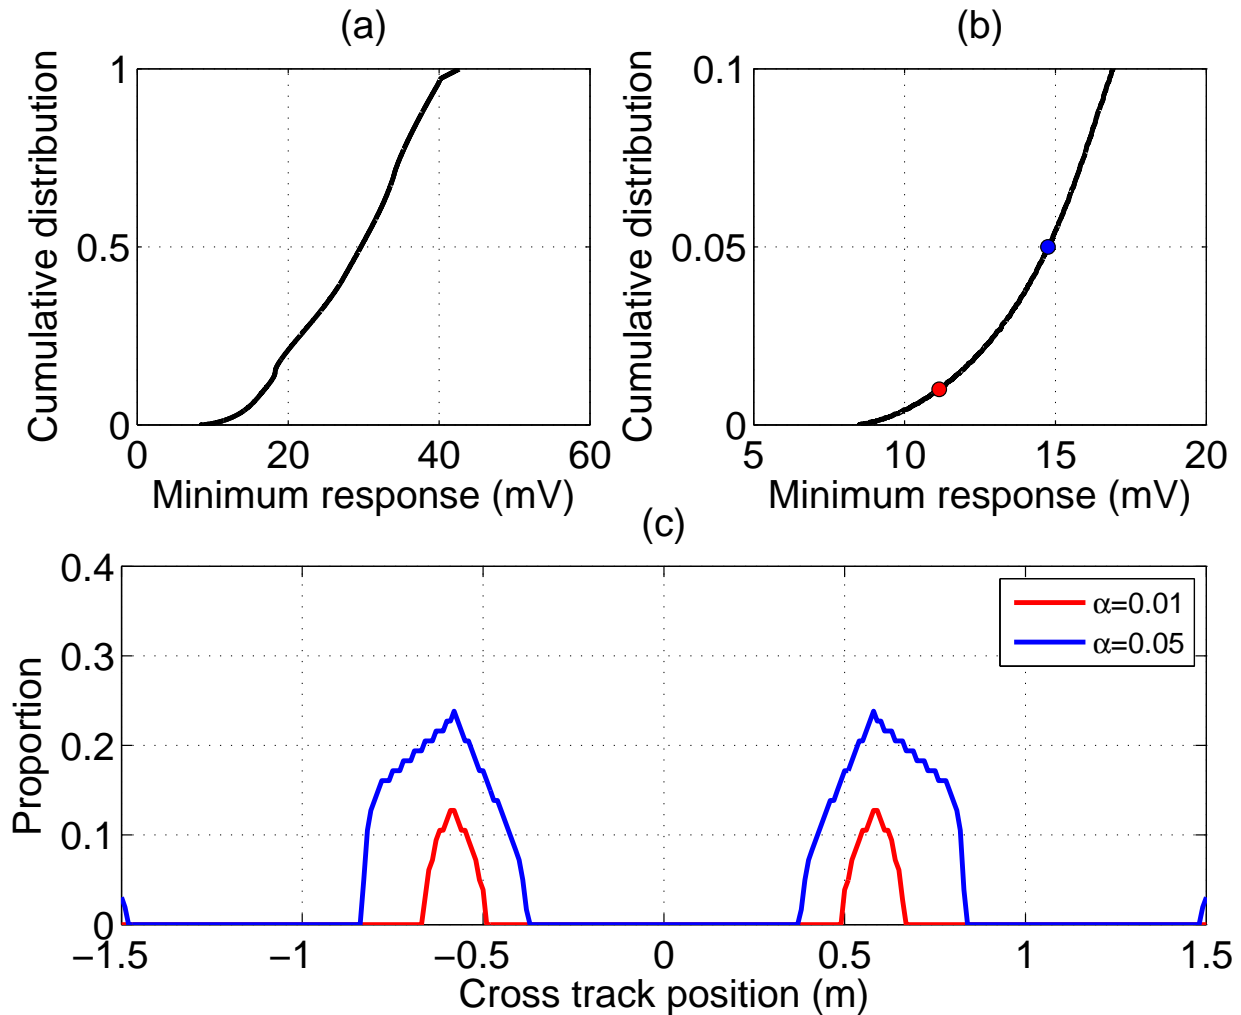 (a)
Cumulative distribution
1
0.5
0
0 20 40 60
Minimum response (mV)
(b)
Cumulative distribution
0.1
0.05
0
5 10 15 20
Minimum response (mV)
(c)
Proportion
0.4
0.3
0.2
0.1
0
−1.5 −1 −0.5 0 0.5 1 1.5
Cross track position (m)
α=0.01
α=0.05